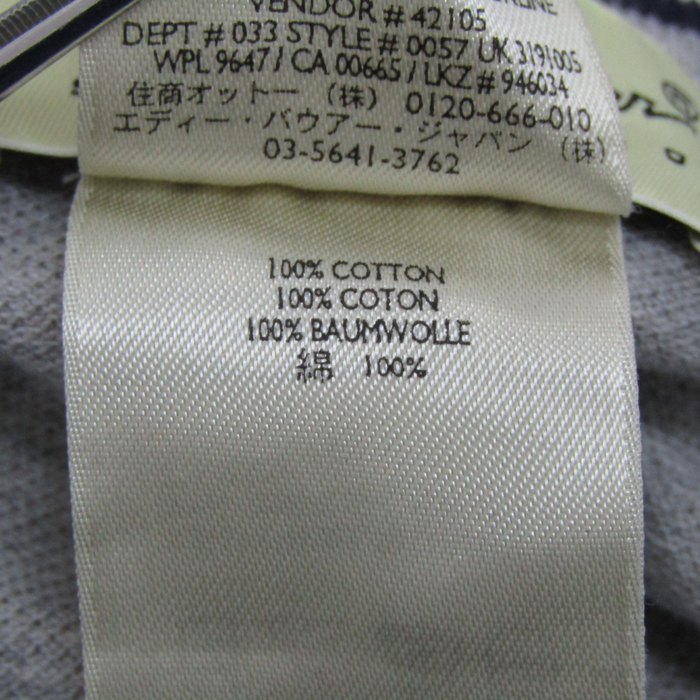 VENDOR # 42105
DEPT # 033 STYLE # 0057 UK 3191005
WPL 9647 / CA 00665 / LKZ # 946034
住商オットー （株） 0120-666-010
エディー・バウアー・ジャパン （株）
03-5641-3762
100% COTTON
100% COTON
100% BAUMWOLLE
綿 100%